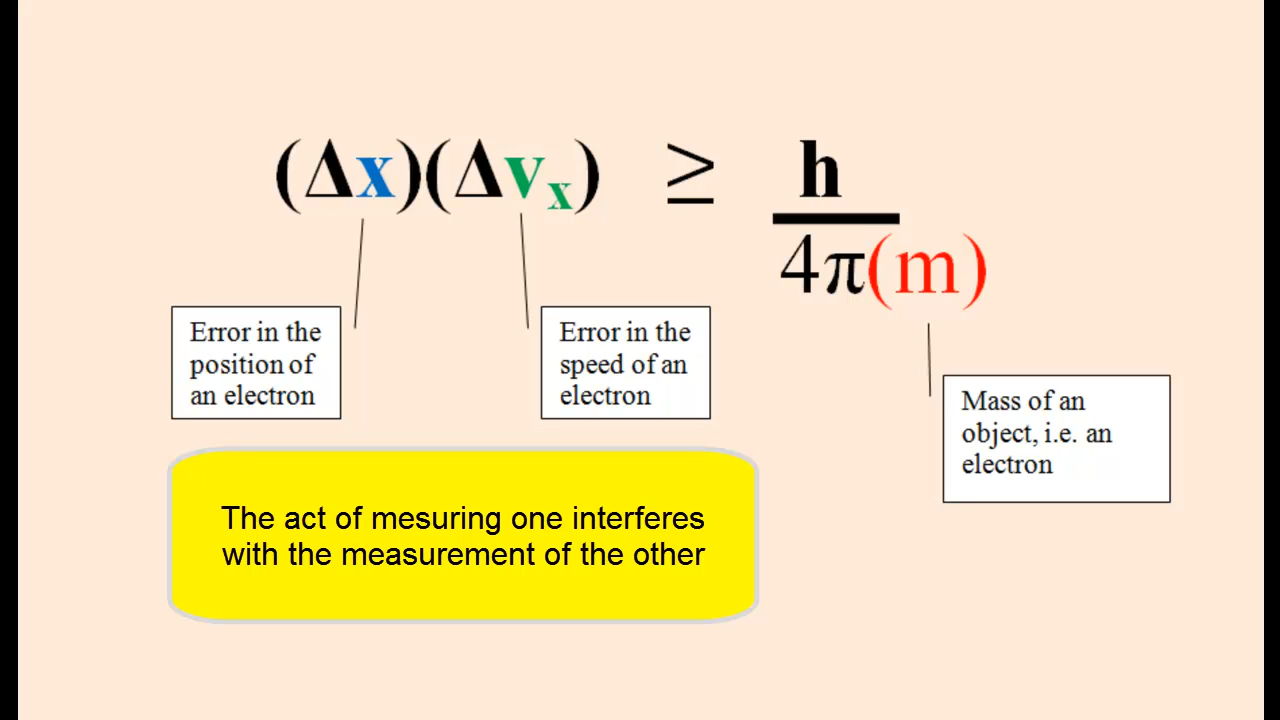 (Δx)(Δvₓ) ≥ h
4π(m)
Error in the
position of
an electron
Error in the
speed of an
electron
Mass of an
object, i.e. an
electron
The act of mesuring one interferes
with the measurement of the other